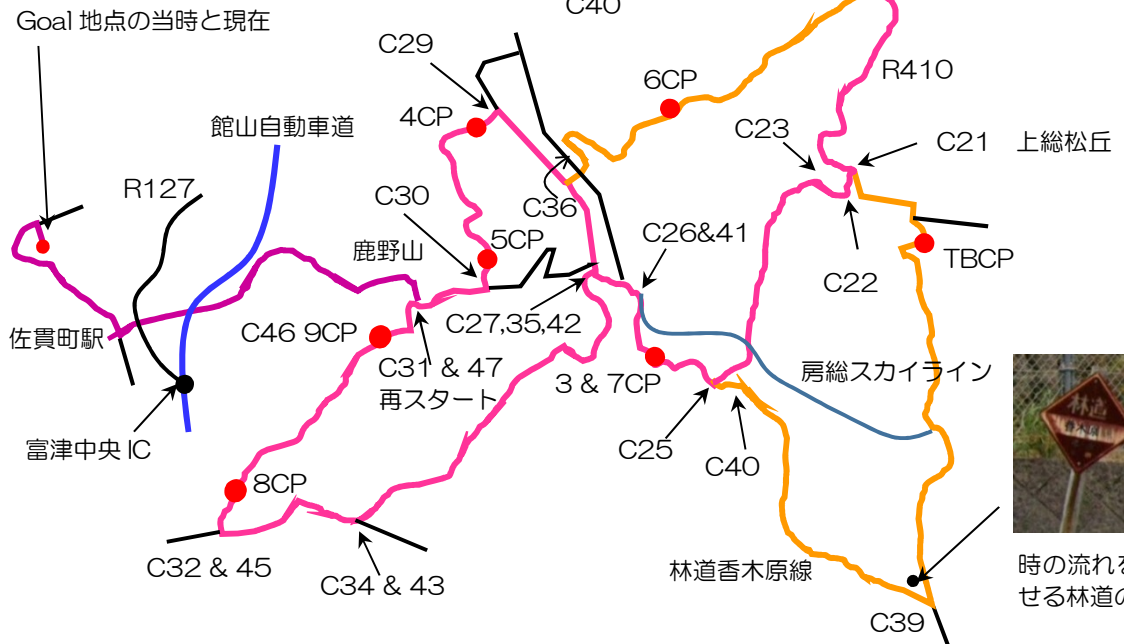 C40
Goal 地点の当時と現在
C29
R410
6CP
4CP
館山自動車道
C23
C21
上総松丘
R127
C30
C36
5CP
鹿野山
C26&41
TBCP
C22
佐貫町駅
C46 9CP
C27,35,42
C31 & 47
再スタート
3 & 7CP
房総スカイライン
林道
C25
C40
富津中央 IC
8CP
C32 & 45
C34 & 43
林道香木原線
時の流れを
せる林道の
C39